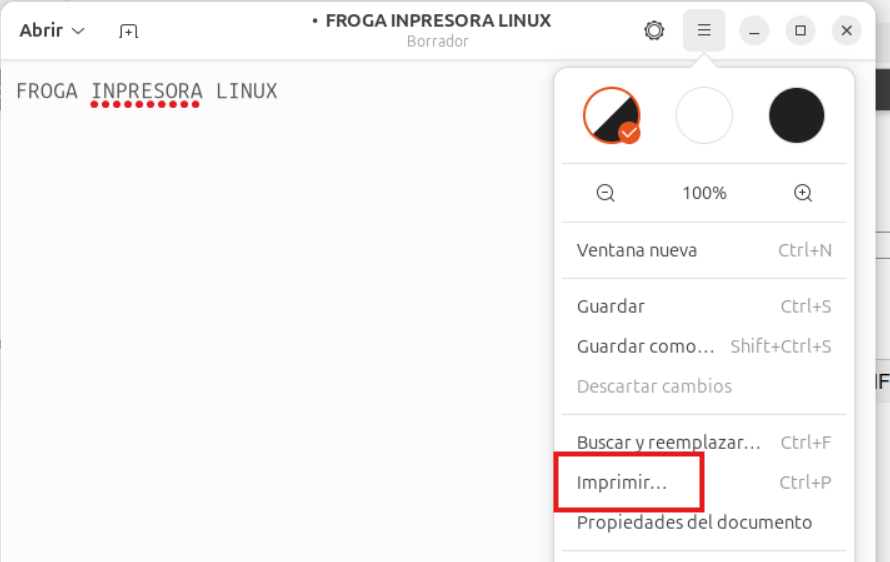 Abrir
• FROGA INPRESORA LINUX
Borrador
FROGA INPRESORA LINUX
100%
Ventana nueva Ctrl+N
Guardar Ctrl+S
Guardar como... Shift+Ctrl+S
Descartar cambios
Buscar y reemplazar... Ctrl+F
Imprimir... Ctrl+P
Propiedades del documento